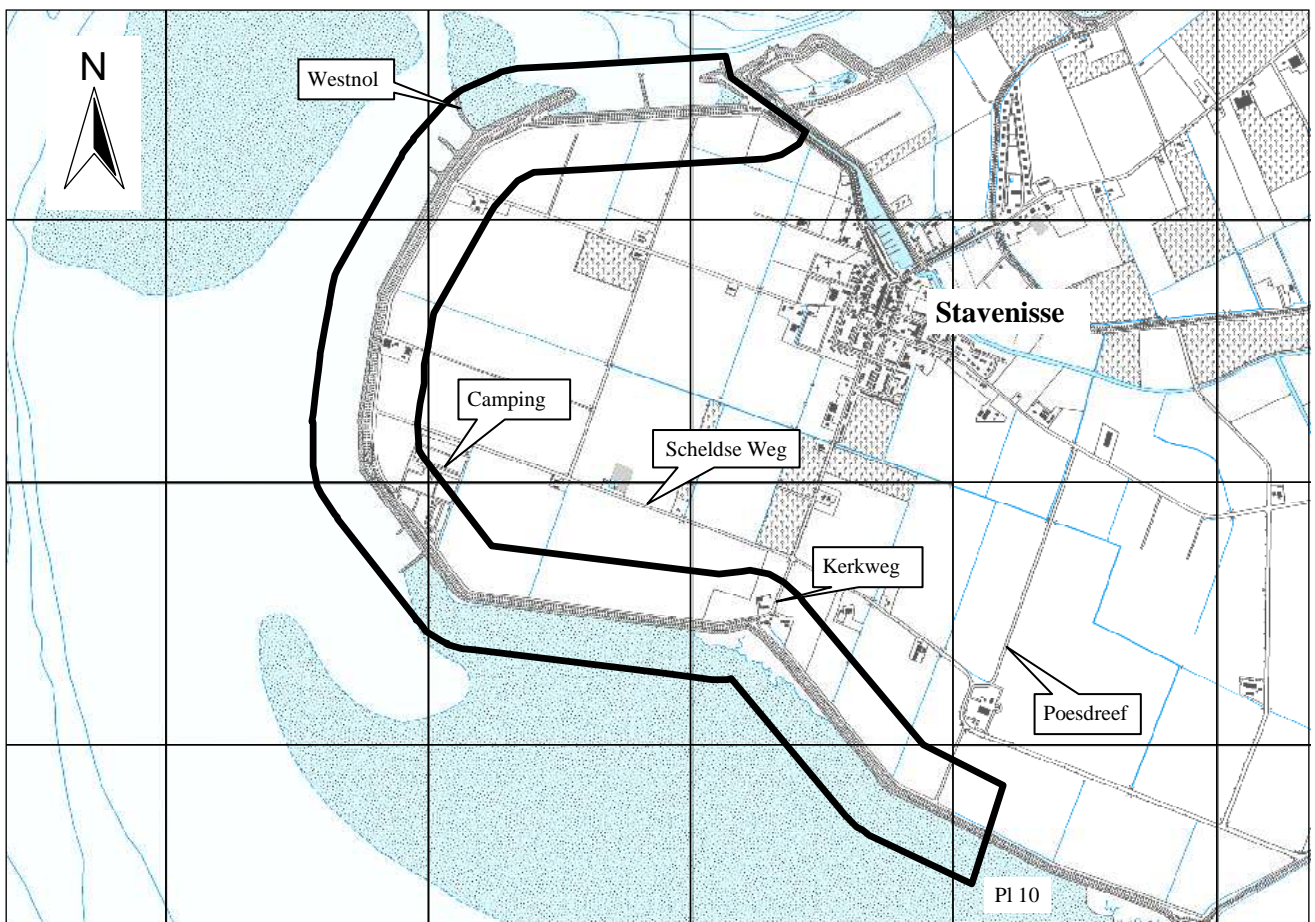 N
Westnol
Stavenisse
Camping
Scheldse Weg
Kerkweg
Poesdreef
Pl 10